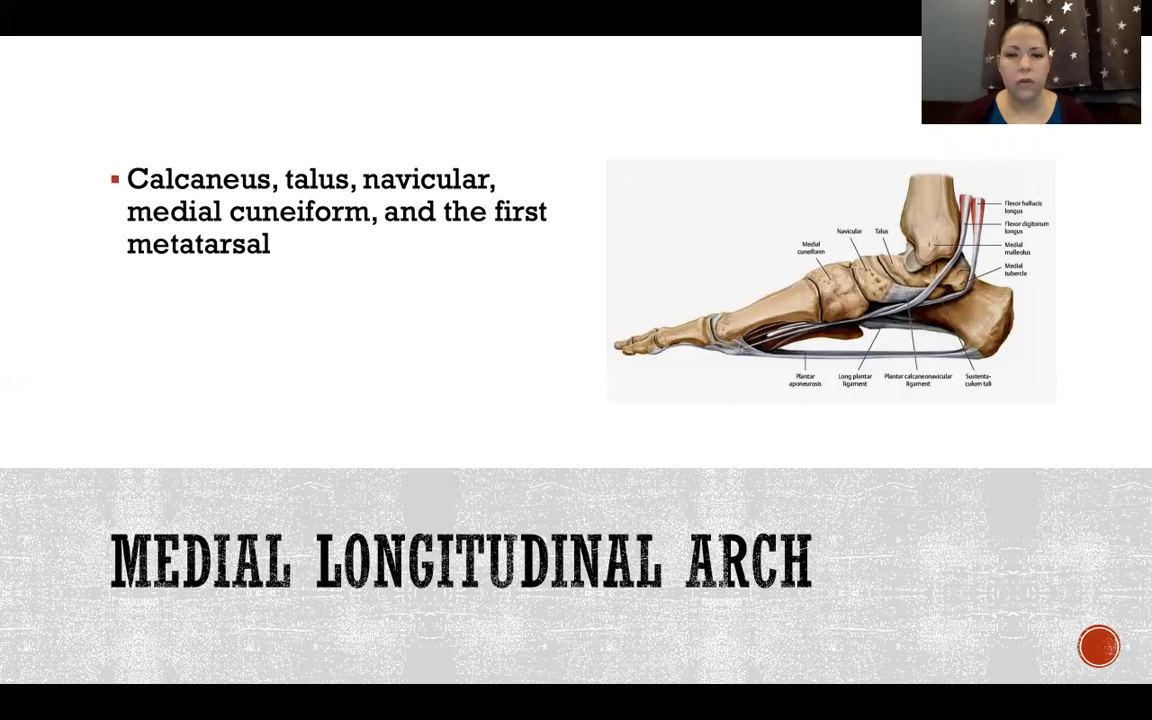 Calcaneus, talus, navicular,
medial cuneiform, and the first
metatarsal
Flexor hallucis
longus
Flexor digitorum
longus
Navicular
Talus
Medial
cuneiform
Medial
malleolus
Medial
tubercle
Plantar
aponeurosis
Long plantar
ligament
Plantar calcaneonavicular
ligament
Sustenta-
culum tali
MEDIAL LONGITUDINAL ARCH